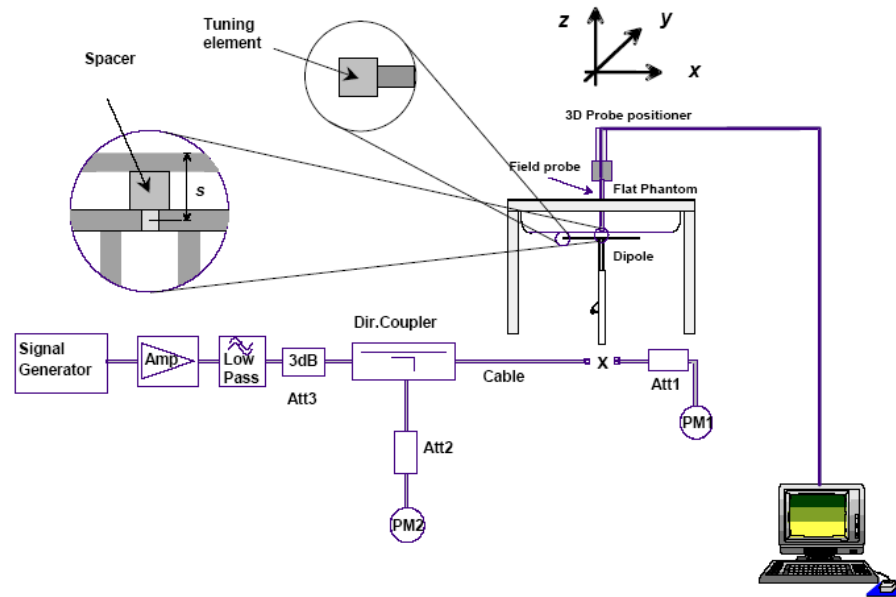 Tuning
element
Spacer
z
y
x
3D Probe positioner
Field probe
Flat Phantom
s
Dipole
Dir.Coupler
Signal
Generator
Amp
Low
Pass
3dB
Att3
Cable
X
Att1
PM1
Att2
PM2